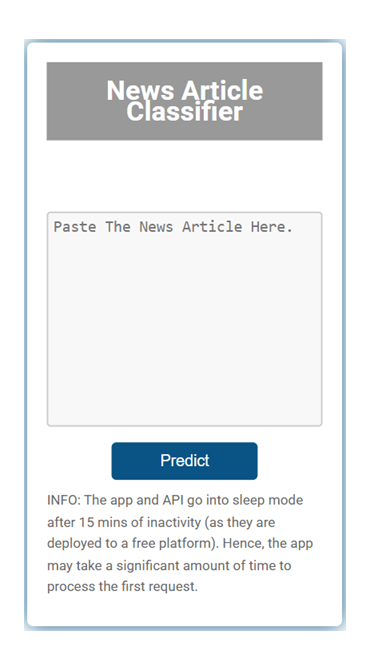 News Article
Classifier
Paste The News Article Here.
Predict
INFO: The app and API go into sleep mode
after 15 mins of inactivity (as they are
deployed to a free platform). Hence, the app
may take a significant amount of time to
process the first request.